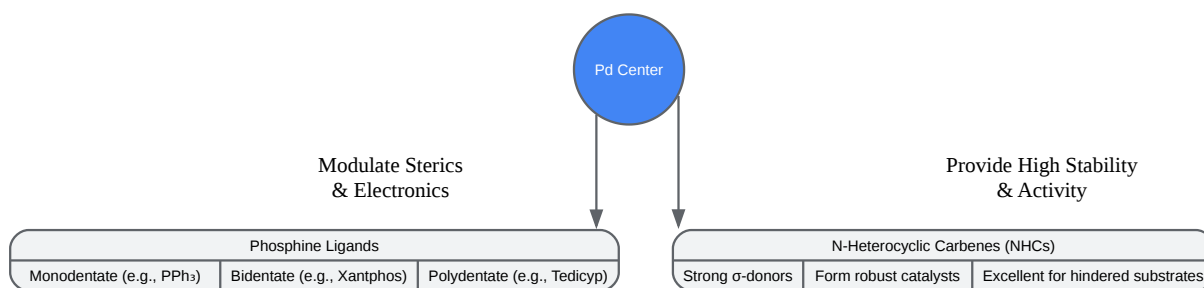 Pd Center
Modulate Sterics
& Electronics
Provide High Stability
& Activity
Phosphine Ligands
Monodentate (e.g., PPh₃)
Bidentate (e.g., Xantphos)
Polydentate (e.g., Tedicyp)
N-Heterocyclic Carbenes (NHCs)
Strong σ-donors
Form robust catalysts
Excellent for hindered substrates